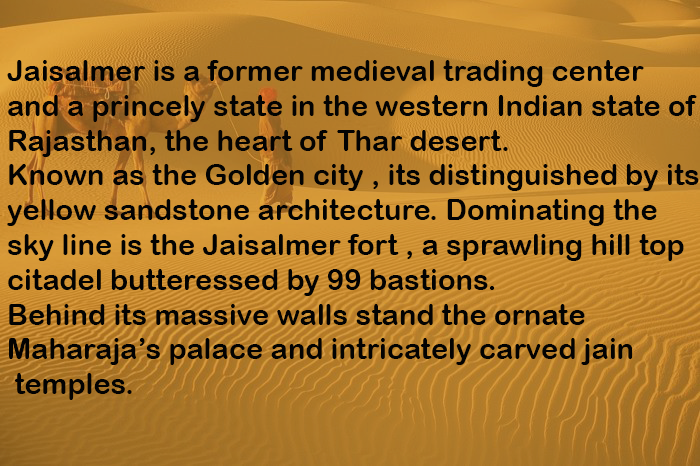 Jaisalmer is a former medieval trading center
and a princely state in the western Indian state of
Rajasthan, the heart of Thar desert.
Known as the Golden city , its distinguished by its
yellow sandstone architecture. Dominating the
sky line is the Jaisalmer fort , a sprawling hill top
citadel butteressed by 99 bastions.
Behind its massive walls stand the ornate
Maharaja’s palace and intricately carved jain
temples.